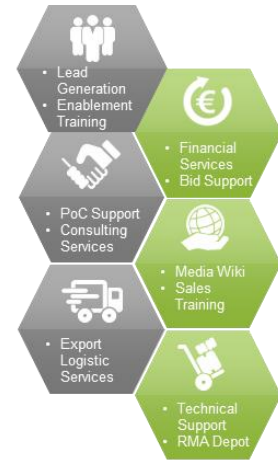 • Lead
Generation
• Enablement
Training
€
• Financial
Services
• Bid Support
• PoC Support
• Consulting
Services
• Media Wiki
• Sales
Training
• Export
Logistic
Services
• Technical
Support
• RMA Depot